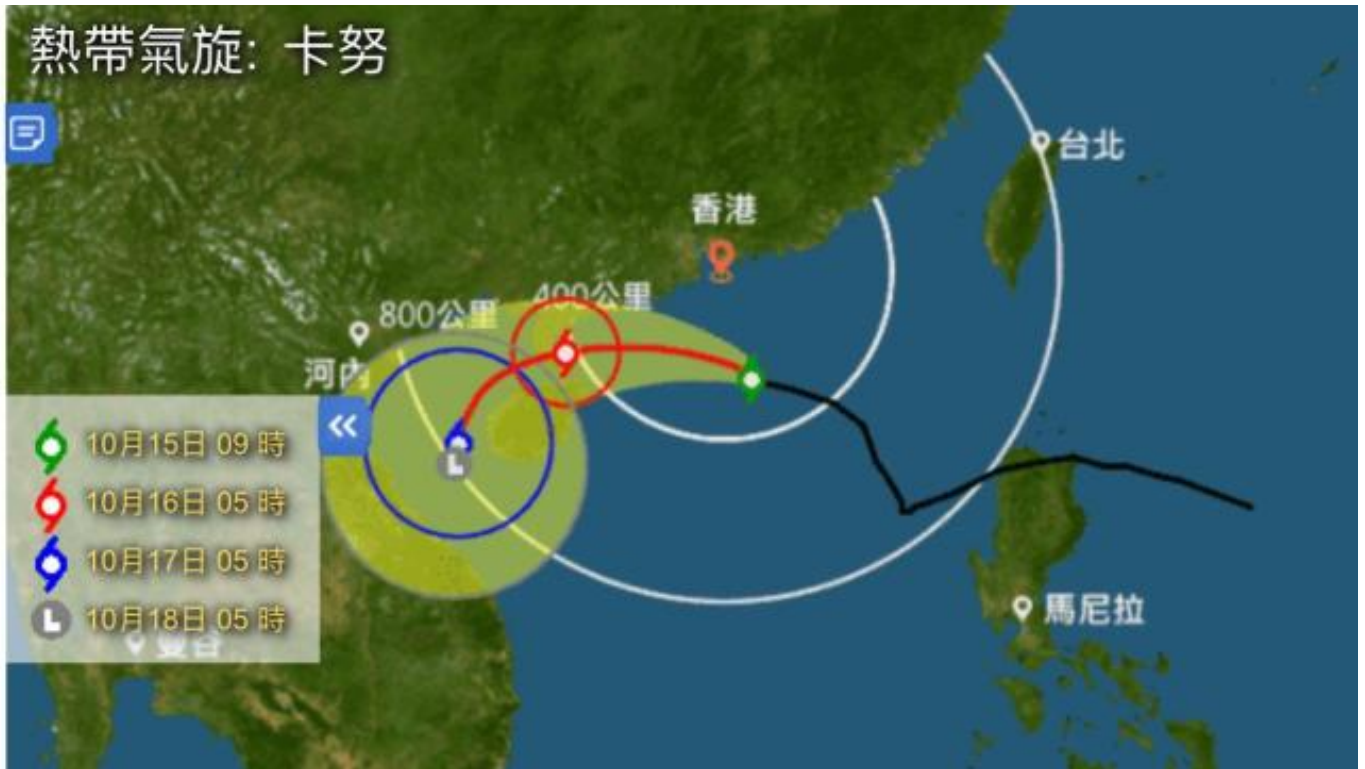 熱帶氣旋: 卡努
台北
香港
400公里
800公里
河內
10月15日 09 時
10月16日 05 時
10月17日 05 時
L
L 10月18日 05 時
曼谷
馬尼拉